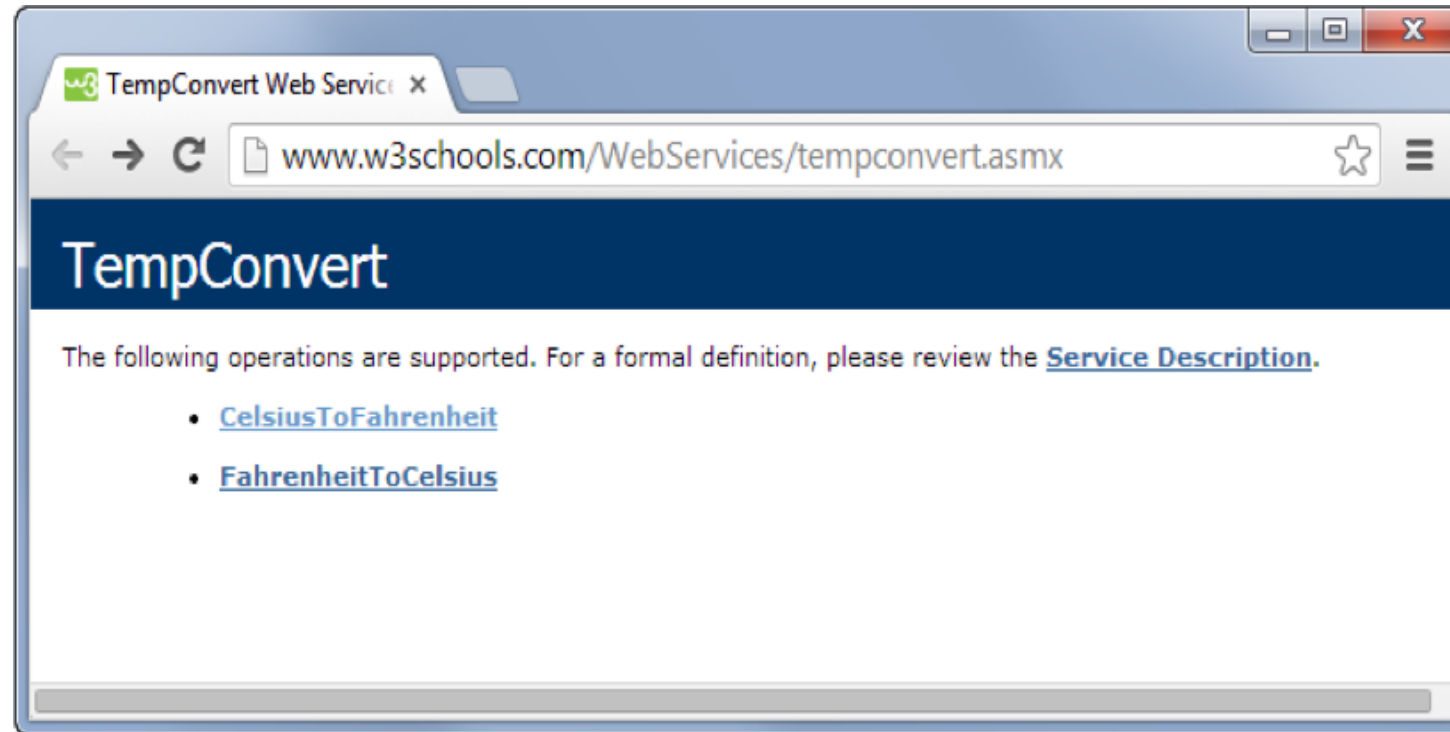 TempConvert Web Service
www.w3schools.com/WebServices/tempconvert.asmx
TempConvert
The following operations are supported. For a formal definition, please review the Service Description.
• CelsiusToFahrenheit
• FahrenheitToCelsius